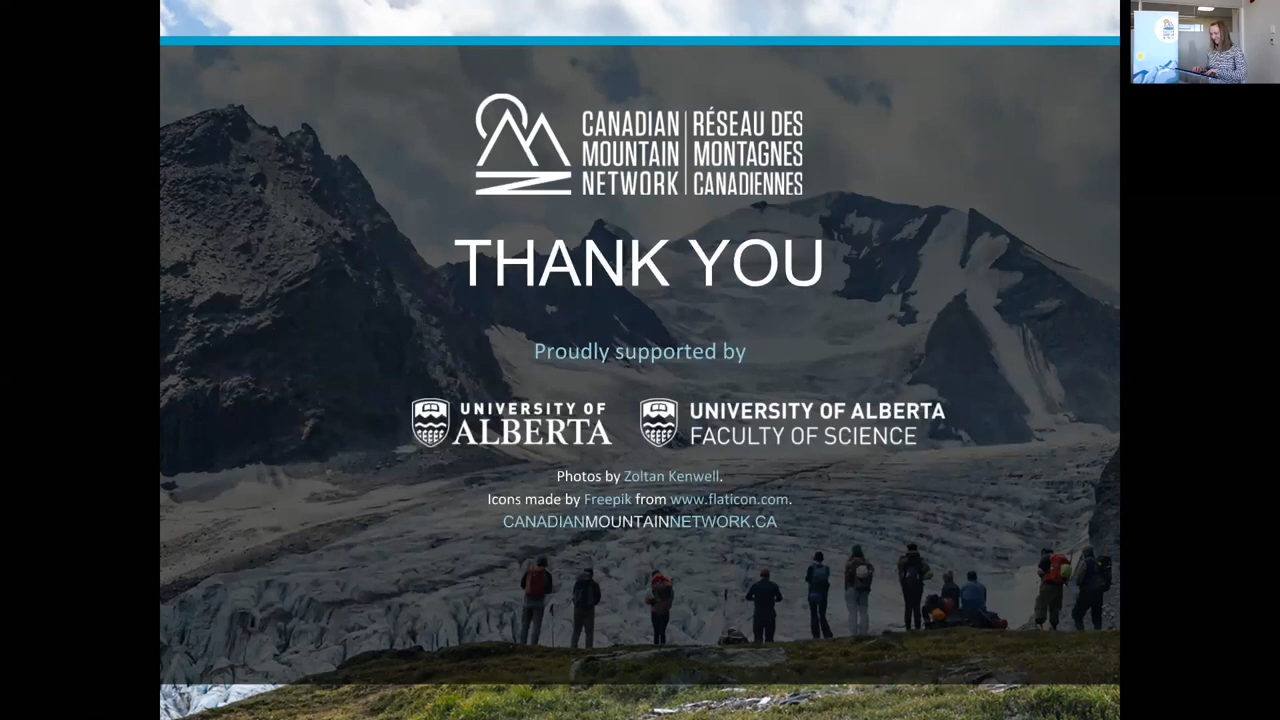 CANADIAN MOUNTAIN NETWORK
RÉSEAU DES MONTAGNES CANADIENNES
THANK YOU
Proudly supported by
UNIVERSITY OF ALBERTA
UNIVERSITY OF ALBERTA
FACULTY OF SCIENCE
Photos by Zoltan Kenwell.
Icons made by Freepik from www.flaticon.com.
CANADIANMOUNTAINNETWORK.CA